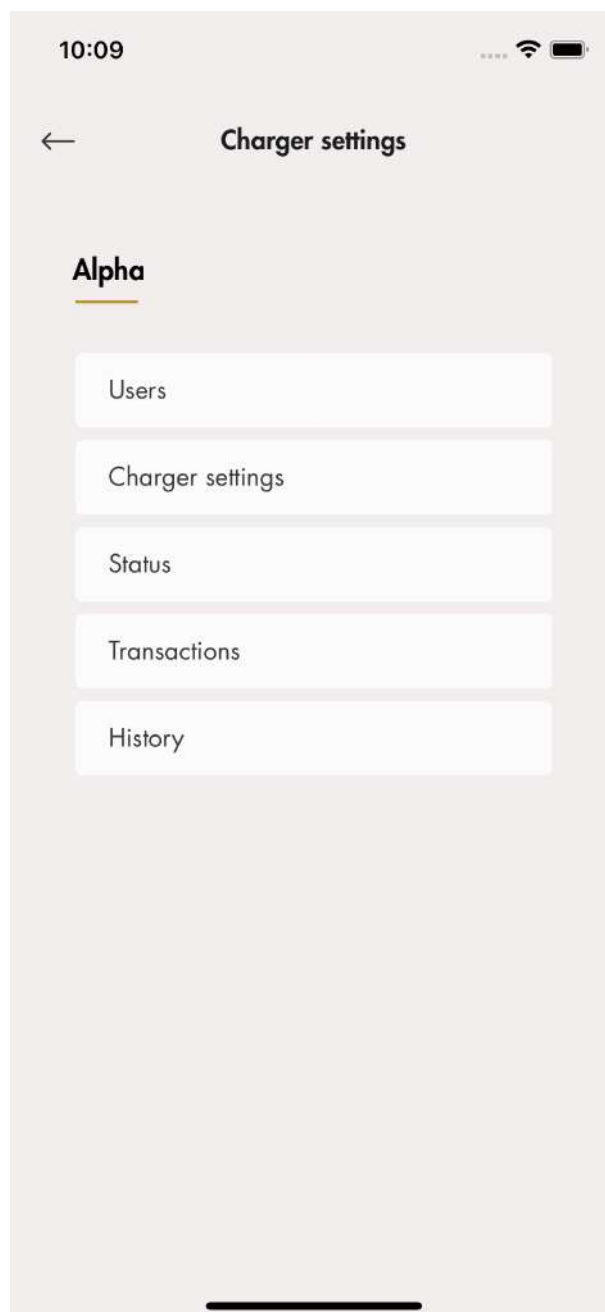 10:09
Charger settings
Alpha
Users
Charger settings
Status
Transactions
History